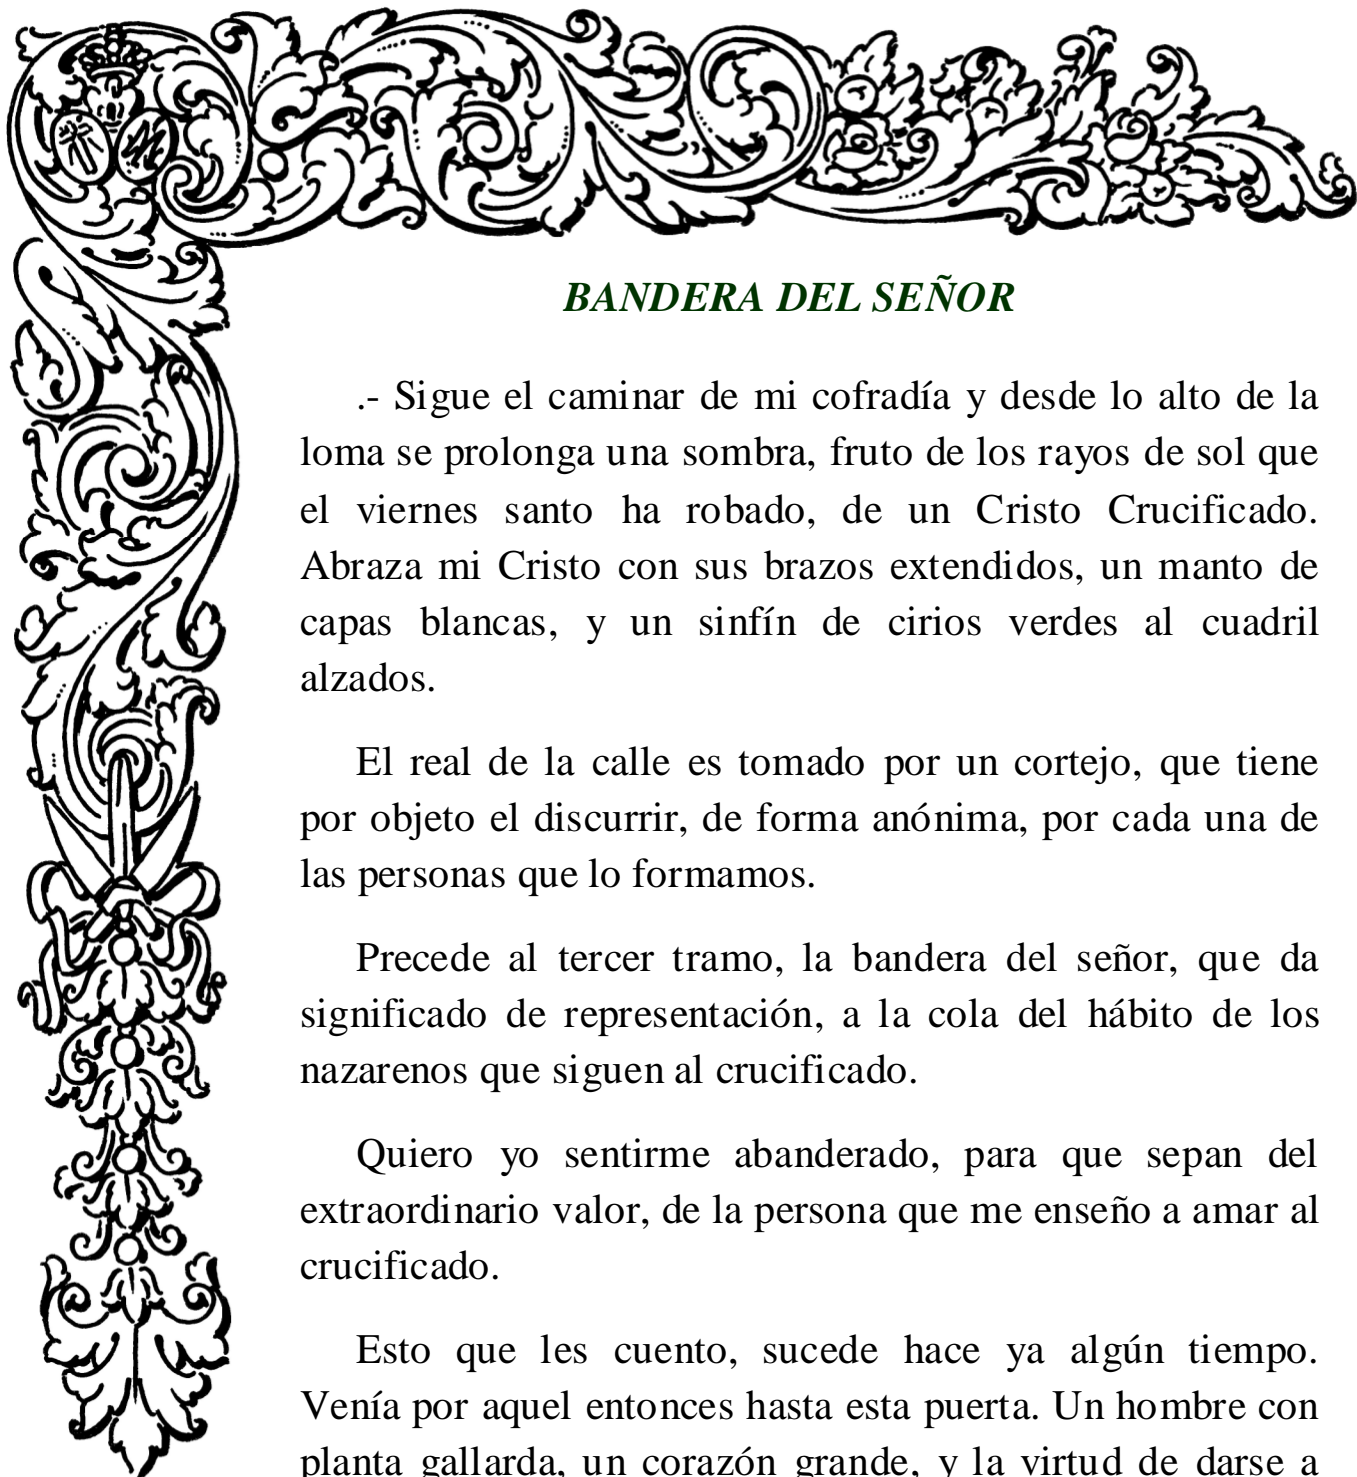 BANDERA DEL SEÑOR
.- Sigue el caminar de mi cofradía y desde lo alto de la
loma se prolonga una sombra, fruto de los rayos de sol que
el viernes santo ha robado, de un Cristo Crucificado.
Abraza mi Cristo con sus brazos extendidos, un manto de
capas blancas, y un sinfín de cirios verdes al cuadril
alzados.
El real de la calle es tomado por un cortejo, que tiene
por objeto el discurrir, de forma anónima, por cada una de
las personas que lo formamos.
Precede al tercer tramo, la bandera del señor, que da
significado de representación, a la cola del hábito de los
nazarenos que siguen al crucificado.
Quiero yo sentirme abanderado, para que sepan del
extraordinario valor, de la persona que me enseño a amar al
crucificado.
Esto que les cuento, sucede hace ya algún tiempo.
Venía por aquel entonces hasta esta puerta. Un hombre con
planta gallarda, un corazón grande, y la virtud de darse a